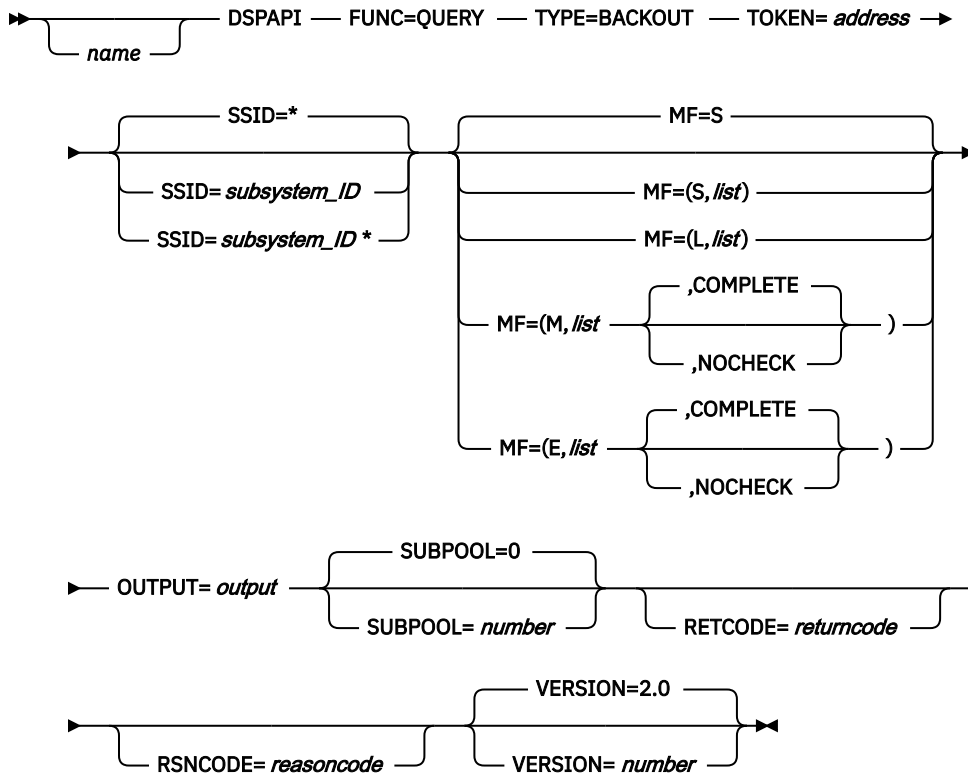 DSPAPI FUNC=QUERY TYPE=BACKOUT TOKEN= address
name
SSID=* MF=S
SSID= subsystem_ID MF=(S,list)
SSID= subsystem_ID * MF=(L,list)
,COMPLETE
MF=(M,list )
,NOCHECK
,COMPLETE
MF=(E,list )
,NOCHECK
SUBPOOL=0
OUTPUT= output
SUBPOOL= number RETCODE= returncode
VERSION=2.0
RSNCODE= reasoncode VERSION= number